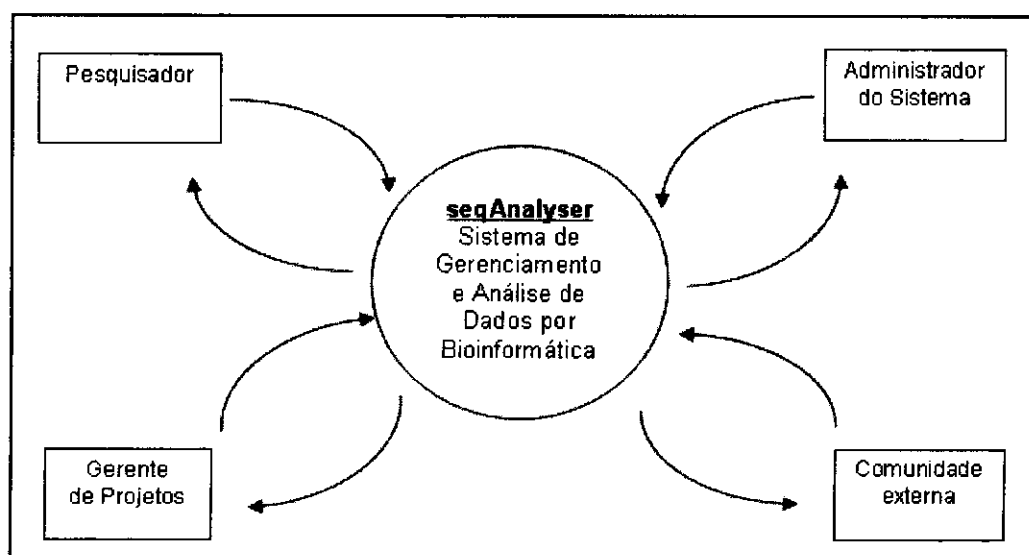 Pesquisador
Administrador
do Sistema
seqAnalyser
Sistema de
Gerenciamento
e Análise de
Dados por
Bioinformática
Gerente
de Projetos
Comunidade
externa